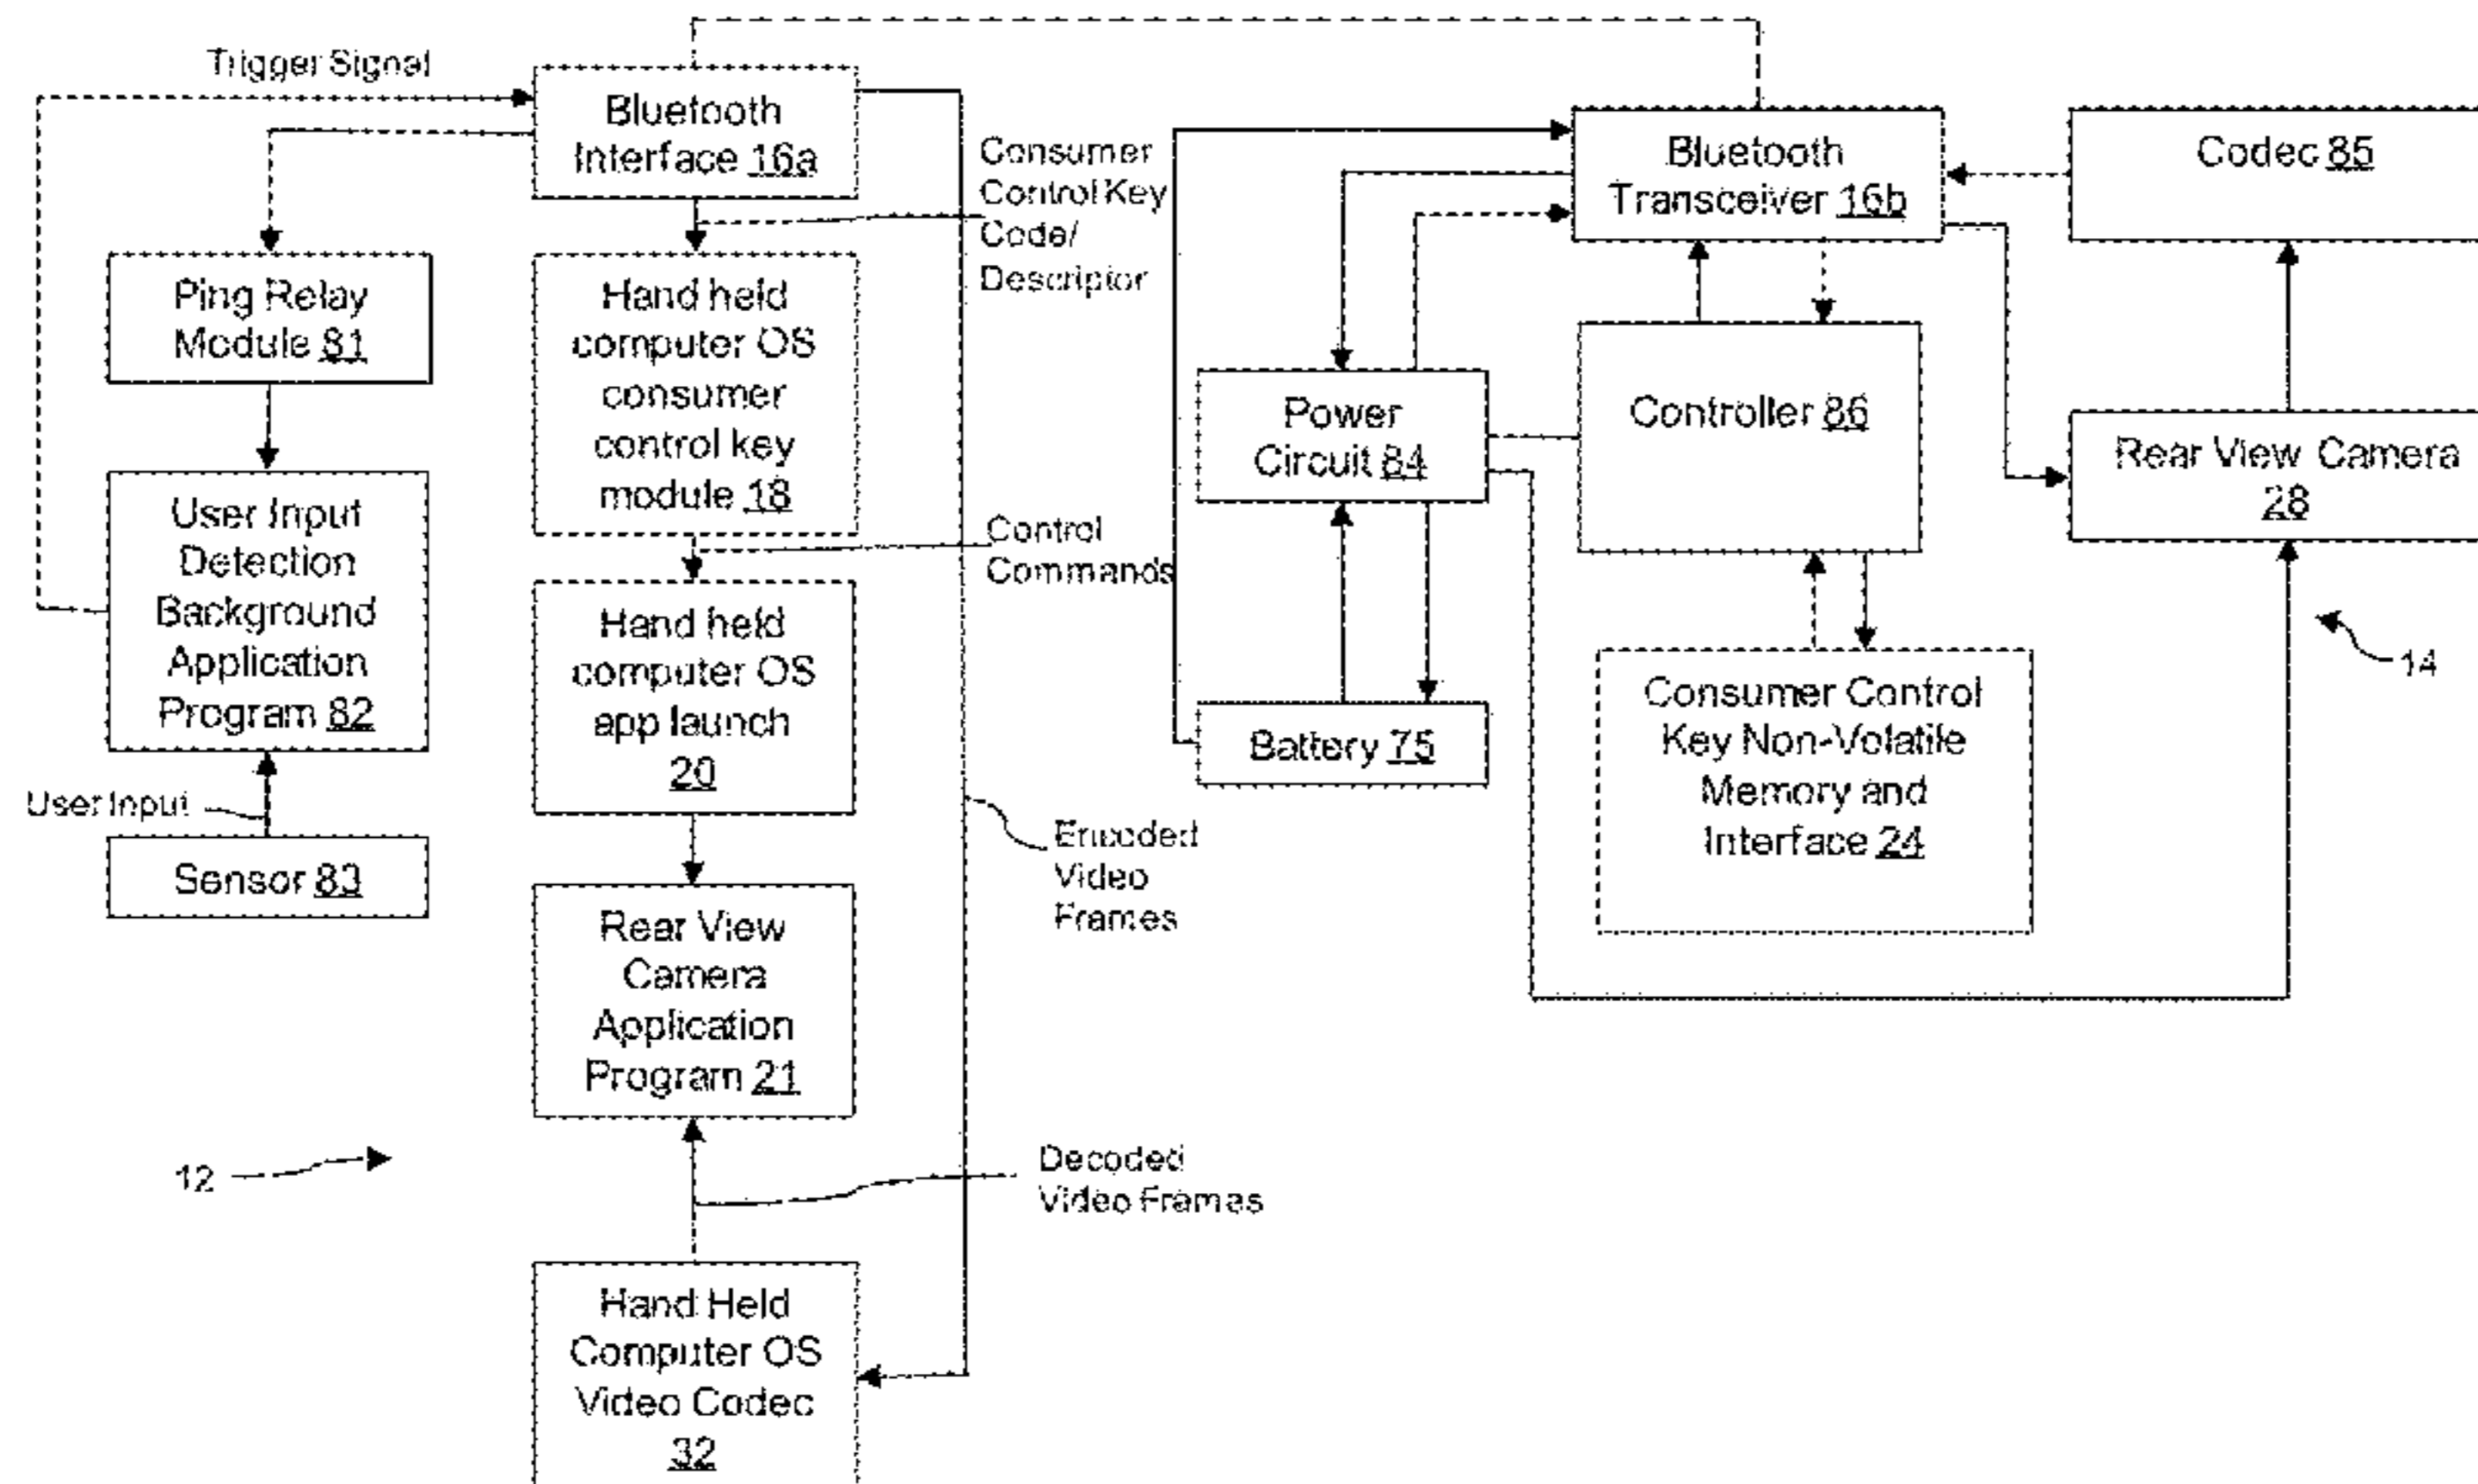 Trigger Signal
Bluetooth
Interface 16a
Ping Relay
Module 81
User Input
Detection
Background
Application
Program 82
User Input
Sensor 83
Consumer
Control Key
Code/
Descriptor
Hand held
computer OS
consumer
control key
module 18
Control
Commands
Hand held
computer OS
app launch
20
Rear View
Camera
Application
Program 21
Encoded
Video
Frames
Decoded
Video Frames
Hand Held
Computer OS
Video Codec
32
12
Bluetooth
Transceiver 16b
Codec 85
Power
Circuit 84
Controller 86
Rear View Camera
28
Battery 75
Consumer Control
Key Non-Volatile
Memory and
Interface 24
14